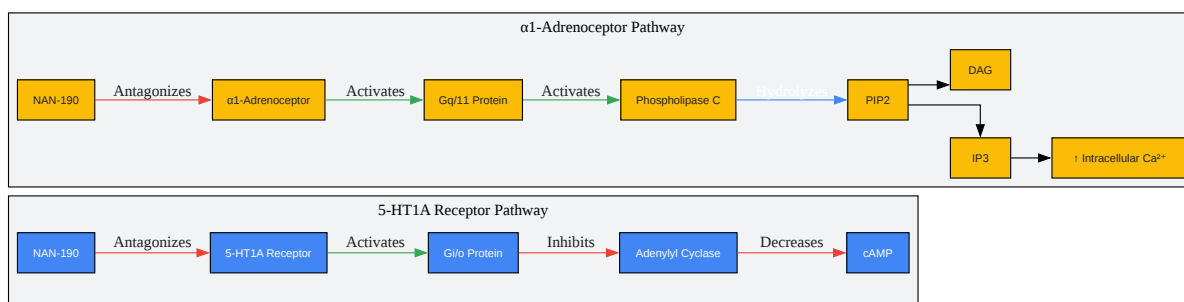 α1-Adrenoceptor Pathway
NAN-190
Antagonizes
α1-Adrenoceptor
Activates
Gq/11 Protein
Activates
Phospholipase C
Hydrolyzes
PIP2
DAG
IP3
↑ Intracellular Ca²⁺
5-HT1A Receptor Pathway
NAN-190
Antagonizes
5-HT1A Receptor
Activates
Gi/o Protein
Inhibits
Adenylyl Cyclase
Decreases
cAMP